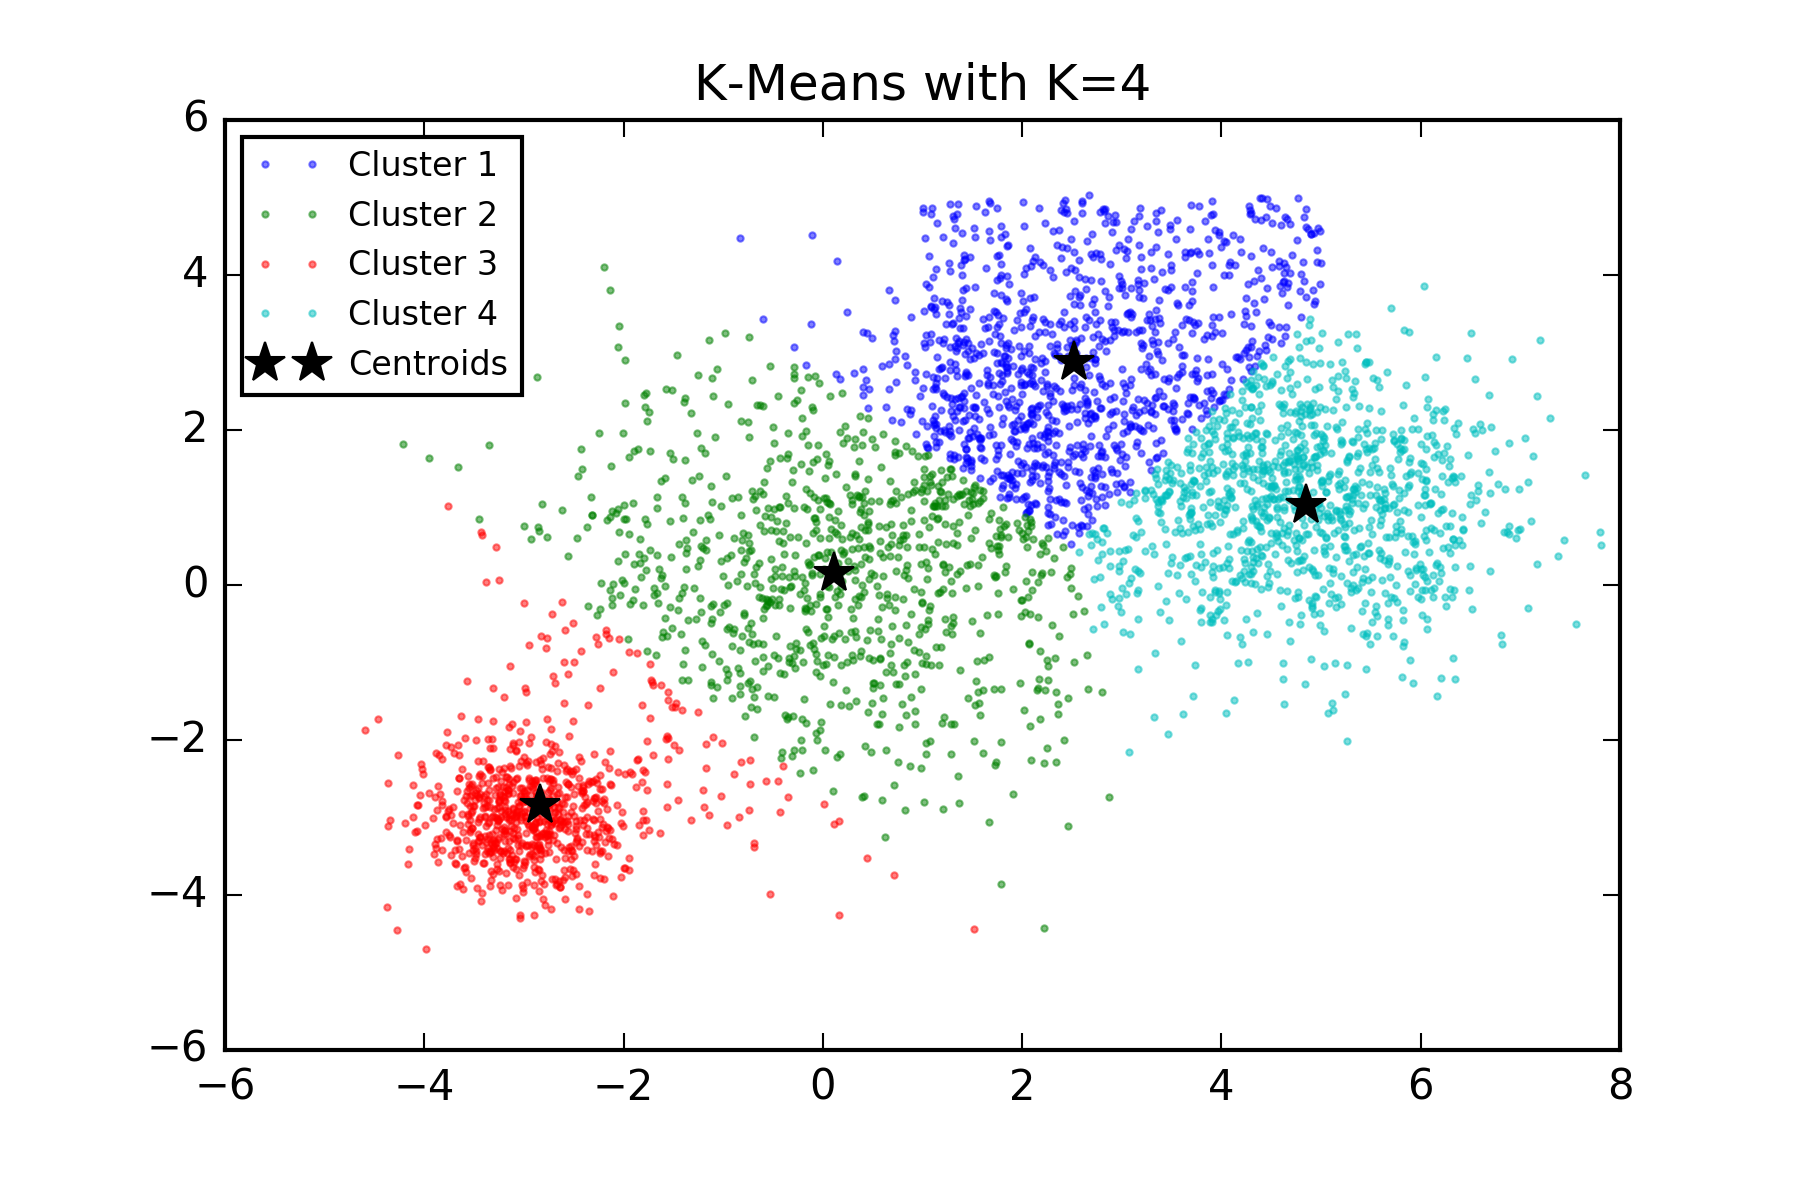 K-Means with K=4
6
4
2
0
−2
−4
−6
Cluster 1
Cluster 2
Cluster 3
Cluster 4
Centroids
−6 −4 −2 0 2 4 6 8